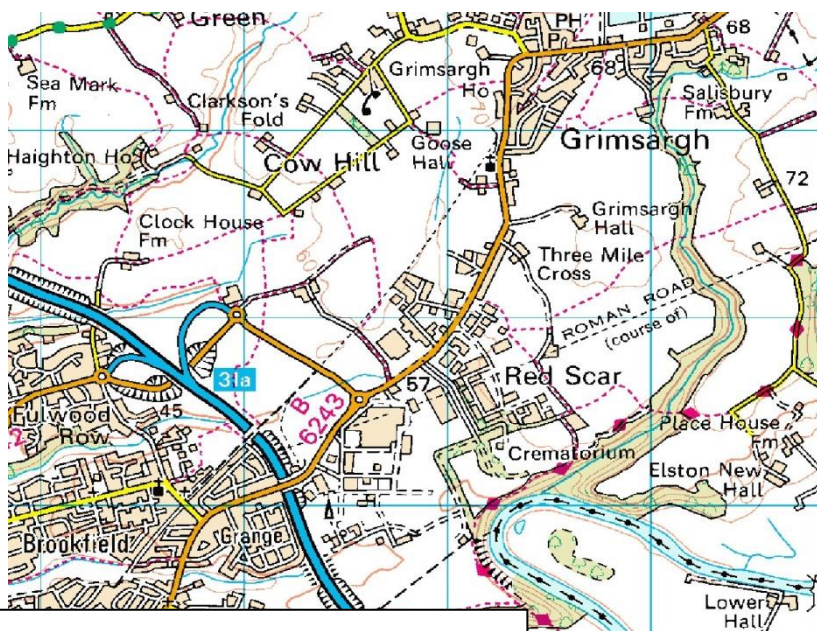 Green
PH
P
68
68
Sea Mark
Fm
Grimsargh
Ho
70
Clarkson's
Fold
Salisbury
Fm
Grimsargh
Haighton Ho
Cow Hill
Goose
Hall
72
Clock House
Fm
Grimsargh
Hall
Three Mile
Cross
ROMAN ROAD
(course of)
31a
57
Red Scar
B
6243
45
Fulwood
Row
2
Place House
Fm
Crematorium
Elston New
Hall
Brookfield
Grange
Lower
Hall